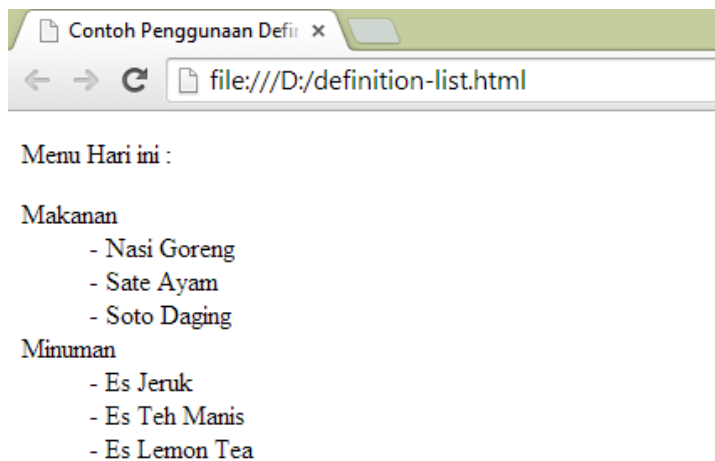 Contoh Penggunaan Defin
file:///D:/definition-list.html
Menu Hari ini :
Makanan
- Nasi Goreng
- Sate Ayam
- Soto Daging
Minuman
- Es Jeruk
- Es Teh Manis
- Es Lemon Tea